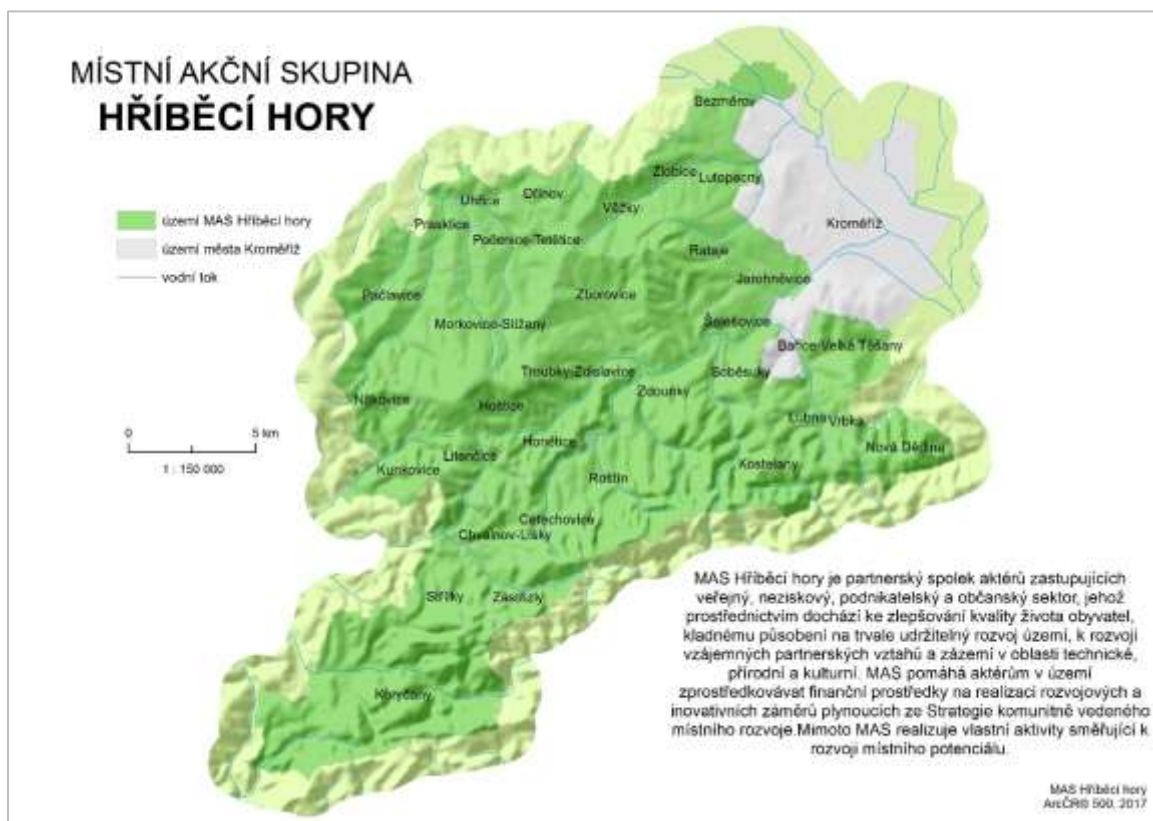 MÍSTNÍ AKČNÍ SKUPINA
HŘÍBĚCÍ HORY
území MAS Hříběcí hory
území města Kroměříž
vodní tok
0 5 km
1 : 150 000
Bezměrov
Zlobice
Lutopecny
Uhřice
Dřínov
Věžky
Kroměříž
Prasklice
Počenice-Tetětice
Rataje
Jarohněvice
Pačlavice
Zborovice
Morkovice-Slížany
Šelešovice
Bařice-Velké Těšany
Troubky-Zdislavice
Soběsuky
Zdounky
Nítkovice
Hoštice
Lubná
Vrbka
Honětice
Nová Dědina
Litenčice
Kunkovice
Kostelany
Roštín
Cetechovice
Chvalnov-Lísky
Střílky
Zástřizly
Koryčany
MAS Hříběcí hory je partnerský spolek aktérů zastupujících
veřejný, neziskový, podnikatelský a občanský sektor, jehož
prostřednictvím dochází ke zlepšování kvality života obyvatel,
kladnému působení na trvale udržitelný rozvoj území, k rozvoji
vzájemných partnerských vztahů a zázemí v oblasti technické,
přírodní a kulturní. MAS pomáhá aktérům v území
zprostředkovávat finanční prostředky na realizaci rozvojových a
inovativních záměrů plynoucích ze Strategie komunitně vedeného
místního rozvoje.Mimoto MAS realizuje vlastní aktivity směřující k
rozvoji místního potenciálu.
MAS Hříběcí hory
ArcČR® 500, 2017